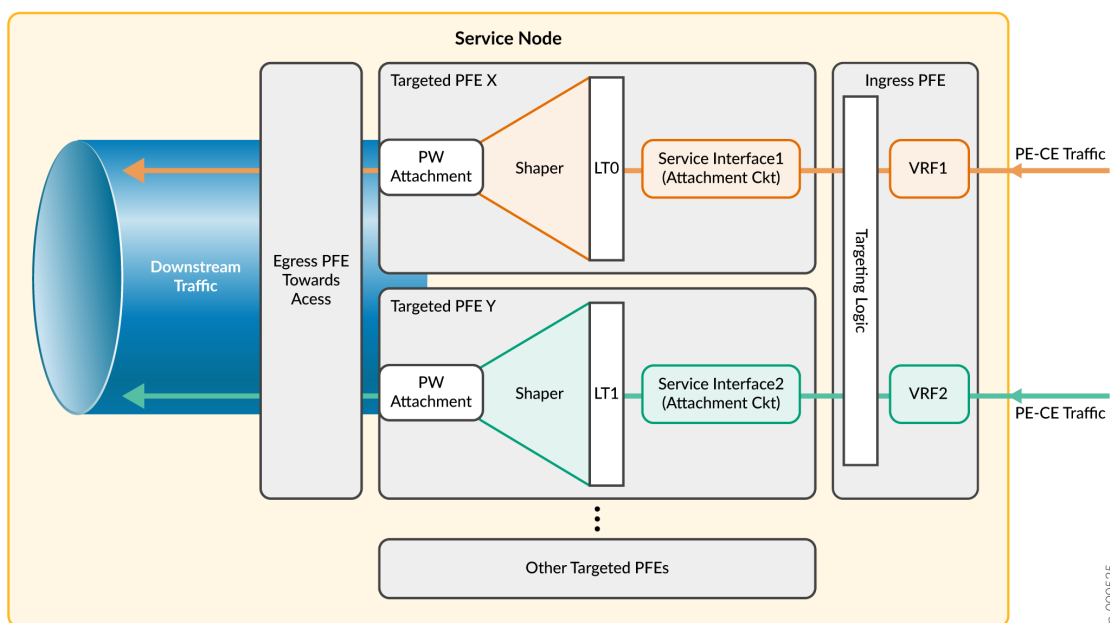 Service Node
Targeted PFE X
Ingress PFE
PW
Attachment
Shaper
LT0
Service Interface1
(Attachment Ckt)
VRF1
PE-CE Traffic
Targeting Logic
Downstream
Traffic
Egress PFE
Towards
Acess
Targeted PFE Y
PW
Attachment
Shaper
LT1
Service Interface2
(Attachment Ckt)
VRF2
PE-CE Traffic
Other Targeted PFEs